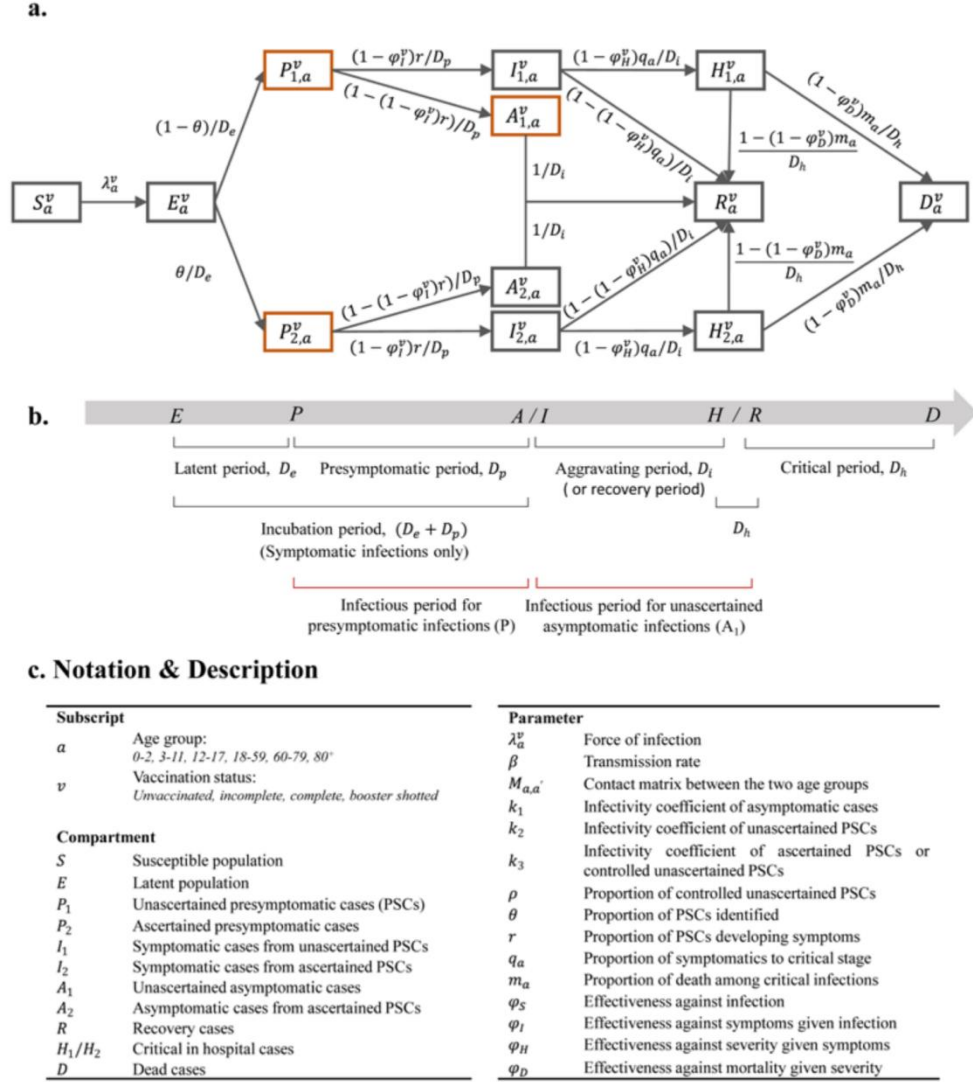 a.
P^v_{1,a}
(1−φ^v_I)r/D_p
I^v_{1,a}
(1−φ^v_H)q_a/D_i
H^v_{1,a}
(1−(1−φ^v_I)r)/D_p
A^v_{1,a}
(1−(1−φ^v_H)q_a)/D_i
(1−φ^v_D)m_a/D_h
(1−θ)/D_e
1−(1−φ^v_D)m_a
D_h
1/D_i
S^v_a
λ^v_a
E^v_a
R^v_a
D^v_a
1/D_i
θ/D_e
1−(1−φ^v_D)m_a
D_h
(1−(1−φ^v_I)r)/D_p
A^v_{2,a}
(1−(1−φ^v_H)q_a)/D_i
(1−φ^v_D)m_a/D_h
P^v_{2,a}
(1−φ^v_I)r/D_p
I^v_{2,a}
(1−φ^v_H)q_a/D_i
H^v_{2,a}
b.
E P A / I H / R D
Latent period, D_e Presymptomatic period, D_p Aggravating period, D_i Critical period, D_h
( or recovery period)
Incubation period, (D_e + D_p) D_h
(Symptomatic infections only)
Infectious period for Infectious period for unascertained
presymptomatic infections (P) asymptomatic infections (A₁)
c. Notation & Description
Subscript
a Age group:
0-2, 3-11, 12-17, 18-59, 60-79, 80⁺
v Vaccination status:
Unvaccinated, incomplete, complete, booster shotted
Compartment
S Susceptible population
E Latent population
P₁ Unascertained presymptomatic cases (PSCs)
P₂ Ascertained presymptomatic cases
I₁ Symptomatic cases from unascertained PSCs
I₂ Symptomatic cases from ascertained PSCs
A₁ Unascertained asymptomatic cases
A₂ Asymptomatic cases from ascertained PSCs
R Recovery cases
H₁/H₂ Critical in hospital cases
D Dead cases
Parameter
λ^v_a Force of infection
β Transmission rate
M_{a,a'} Contact matrix between the two age groups
k₁ Infectivity coefficient of asymptomatic cases
k₂ Infectivity coefficient of unascertained PSCs
k₃ Infectivity coefficient of ascertained PSCs or
controlled unascertained PSCs
ρ Proportion of controlled unascertained PSCs
θ Proportion of PSCs identified
r Proportion of PSCs developing symptoms
q_a Proportion of symptomatics to critical stage
m_a Proportion of death among critical infections
φ_S Effectiveness against infection
φ_I Effectiveness against symptoms given infection
φ_H Effectiveness against severity given symptoms
φ_D Effectiveness against mortality given severity